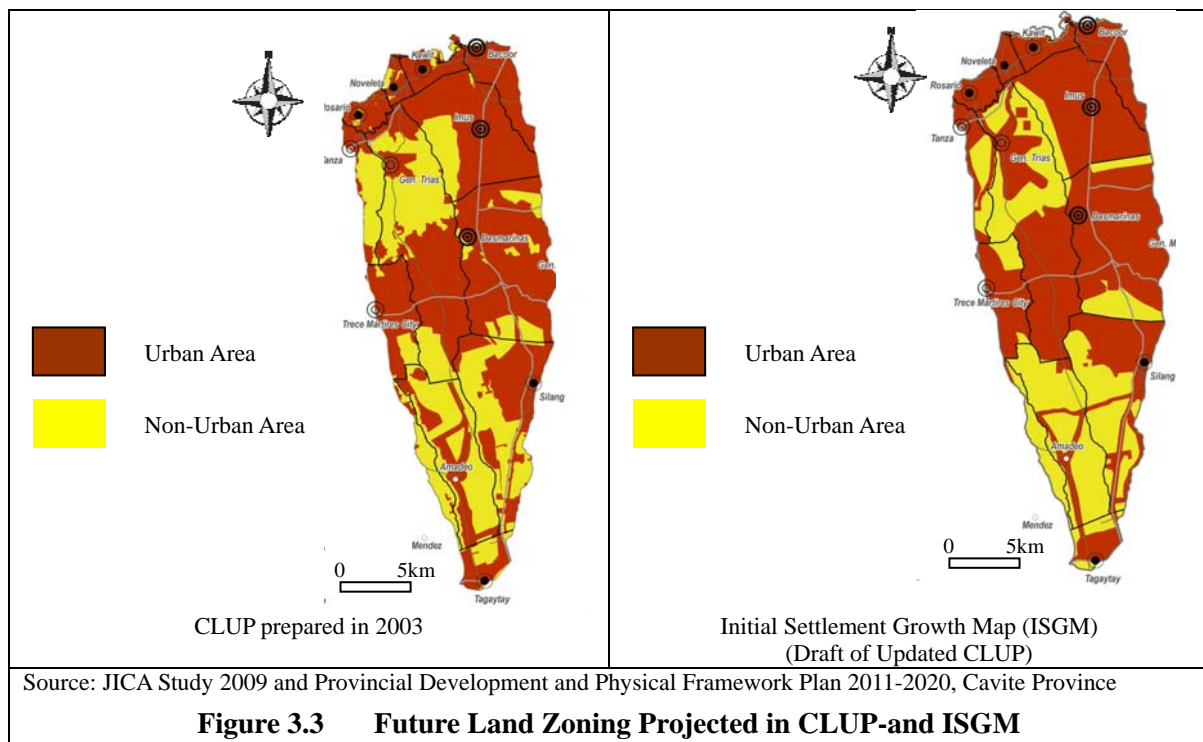 N
Kawit
Bacoor
Noveleta
Rosario
Imus
Tanza
Gen. Trias
Dasmarinas
Gen.
Trece Martires City
Urban Area
Silang
Non-Urban Area
Amadeo
Mendez
0 5km
Tagaytay
CLUP prepared in 2003
N
Kawit
Bacoor
Noveleta
Rosario
Imus
Tanza
Gen. Trias
Dasmarinas
Gen. M
Trece Martires City
Urban Area
Silang
Non-Urban Area
Amadeo
Mendez
0 5km
Tagaytay
Initial Settlement Growth Map (ISGM)
(Draft of Updated CLUP)
Source: JICA Study 2009 and Provincial Development and Physical Framework Plan 2011-2020, Cavite Province
Figure 3.3 Future Land Zoning Projected in CLUP-and ISGM